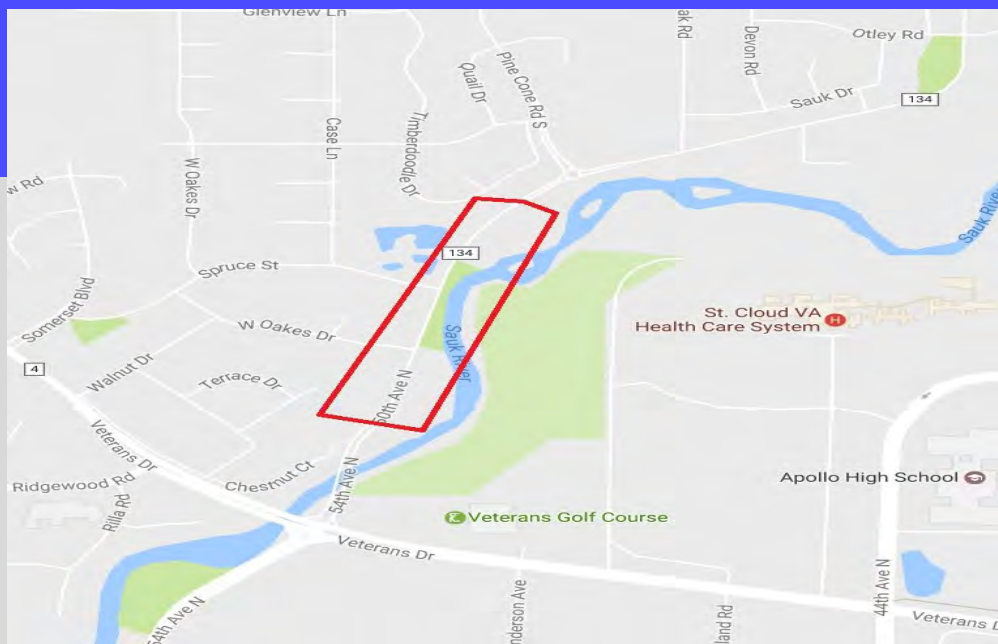 Glenview Ln
Otley Rd
Devon Rd
Quail Dr
Pine Cone Rd S
Sauk Dr
134
Timberdoodle Dr
Case Ln
W Oakes Dr
134
Sauk River
Spruce St
Somerset Blvd
W Oakes Dr
Sauk River
St. Cloud VA
Health Care System
H
4
Walnut Dr
Terrace Dr
50th Ave N
Veterans Dr
Chestnut Ct
54th Ave N
Ridgewood Rd
Rilla Rd
Apollo High School
Veterans Golf Course
Veterans Dr
44th Ave N
Veterans D
54th Ave N